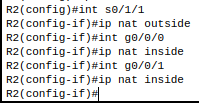 R2(config)#int s0/1/1
R2(config-if)#ip nat outside
R2(config-if)#int g0/0/0
R2(config-if)#ip nat inside
R2(config-if)#int g0/0/1
R2(config-if)#ip nat inside
R2(config-if)#